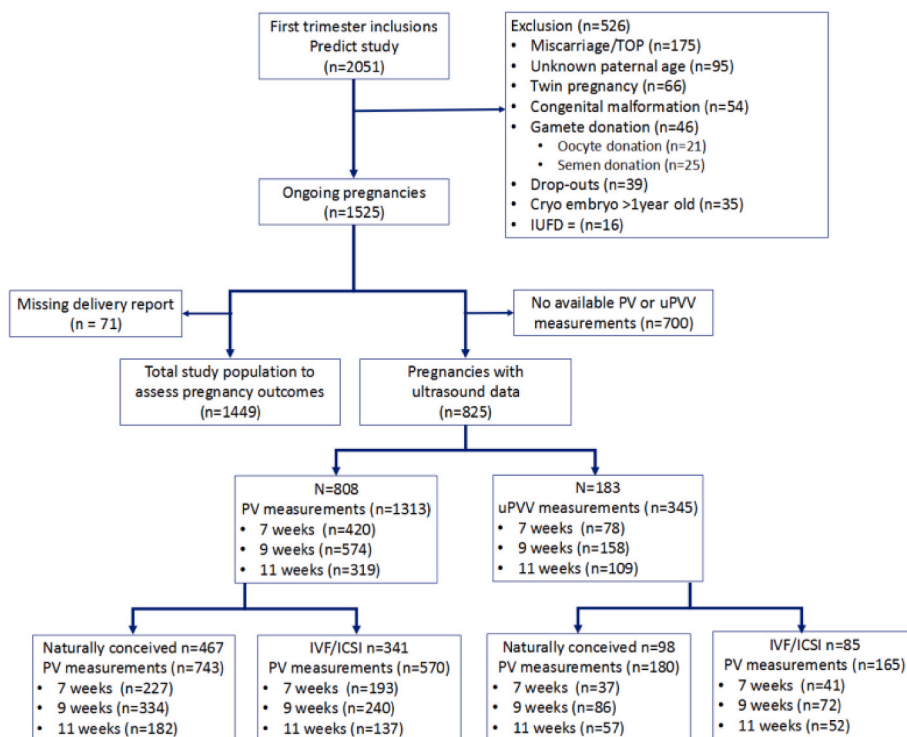 First trimester inclusions
Predict study
(n=2051)
Exclusion (n=526)
• Miscarriage/TOP (n=175)
• Unknown paternal age (n=95)
• Twin pregnancy (n=66)
• Congenital malformation (n=54)
• Gamete donation (n=46)
• Oocyte donation (n=21)
• Semen donation (n=25)
• Drop-outs (n=39)
• Cryo embryo >1year old (n=35)
• IUFD = (n=16)
Ongoing pregnancies
(n=1525)
Missing delivery report
(n = 71)
No available PV or uPVV
measurements (n=700)
Total study population to
assess pregnancy outcomes
(n=1449)
Pregnancies with
ultrasound data
(n=825)
N=808
PV measurements (n=1313)
• 7 weeks (n=420)
• 9 weeks (n=574)
• 11 weeks (n=319)
N=183
uPVV measurements (n=345)
• 7 weeks (n=78)
• 9 weeks (n=158)
• 11 weeks (n=109)
Naturally conceived n=467
PV measurements (n=743)
• 7 weeks (n=227)
• 9 weeks (n=334)
• 11 weeks (n=182)
IVF/ICSI n=341
PV measurements (n=570)
• 7 weeks (n=193)
• 9 weeks (n=240)
• 11 weeks (n=137)
Naturally conceived n=98
PV measurements (n=180)
• 7 weeks (n=37)
• 9 weeks (n=86)
• 11 weeks (n=57)
IVF/ICSI n=85
PV measurements (n=165)
• 7 weeks (n=41)
• 9 weeks (n=72)
• 11 weeks (n=52)